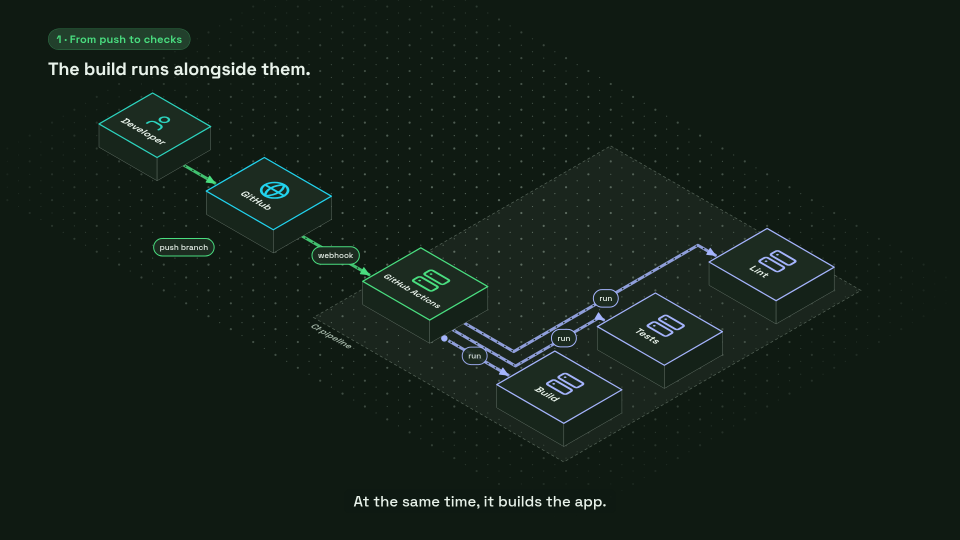 1 · From push to checks
The build runs alongside them.
Developer
GitHub
push branch
webhook
GitHub Actions
CI pipeline
Lint
run
Tests
run
run
Build
At the same time, it builds the app.